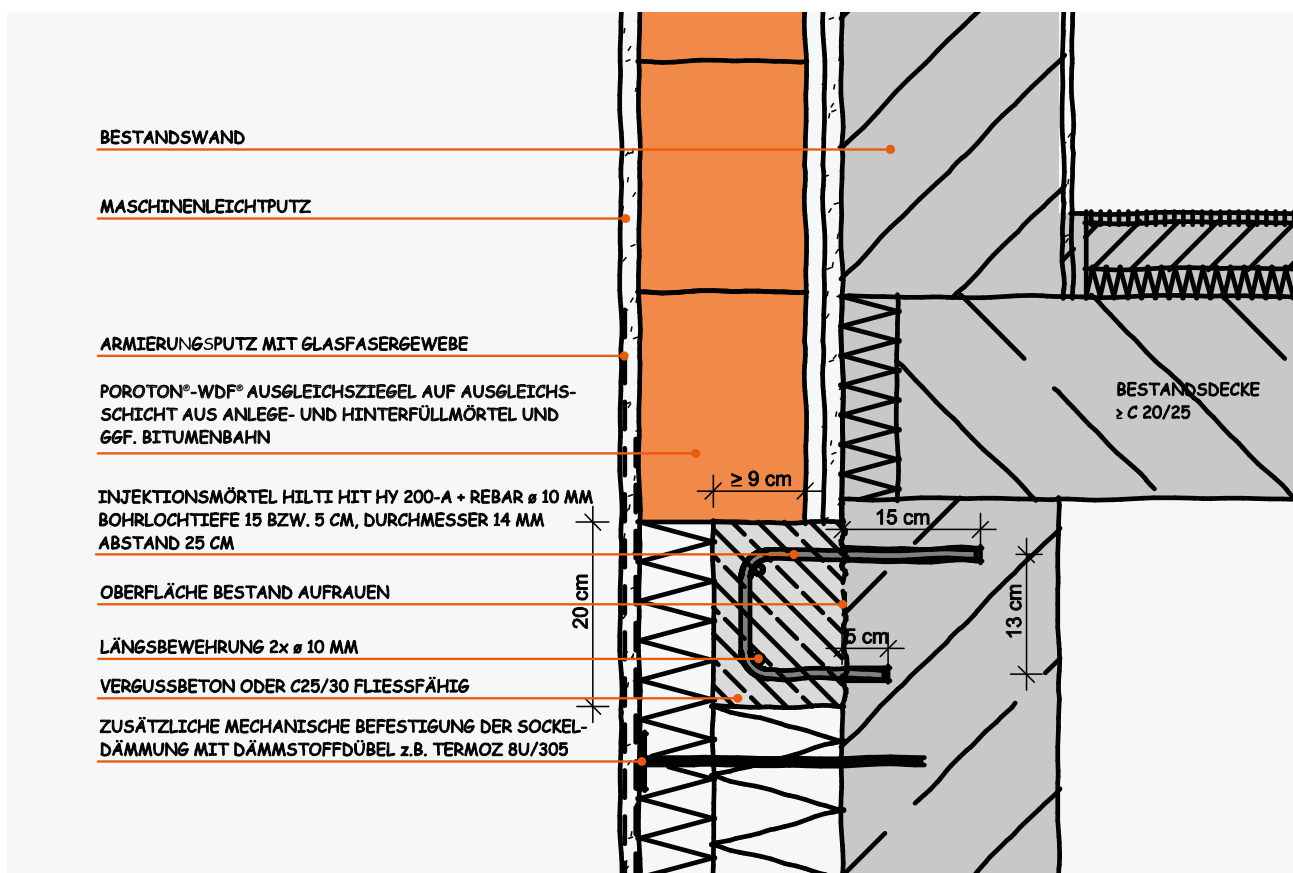 BESTANDSWAND
MASCHINENLEICHTPUTZ
ARMIERUNGSPUTZ MIT GLASFASERGEWEBE
POROTON®-WDF® AUSGLEICHSZIEGEL AUF AUSGLEICHS-
SCHICHT AUS ANLEGE- UND HINTERFÜLLMÖRTEL UND
GGF. BITUMENBAHN
BESTANDSDECKE
≥ C 20/25
≥ 9 cm
INJEKTIONSMÖRTEL HILTI HIT HY 200-A + REBAR ø 10 MM
BOHRLOCHTIEFE 15 BZW. 5 CM, DURCHMESSER 14 MM
ABSTAND 25 CM
15 cm
OBERFLÄCHE BESTAND AUFRAUEN
20 cm
13 cm
5 cm
LÄNGSBEWEHRUNG 2x ø 10 MM
VERGUSSBETON ODER C25/30 FLIESSFÄHIG
ZUSÄTZLICHE MECHANISCHE BEFESTIGUNG DER SOCKEL-
DÄMMUNG MIT DÄMMSTOFFDÜBEL z.B. TERMOZ 8U/305